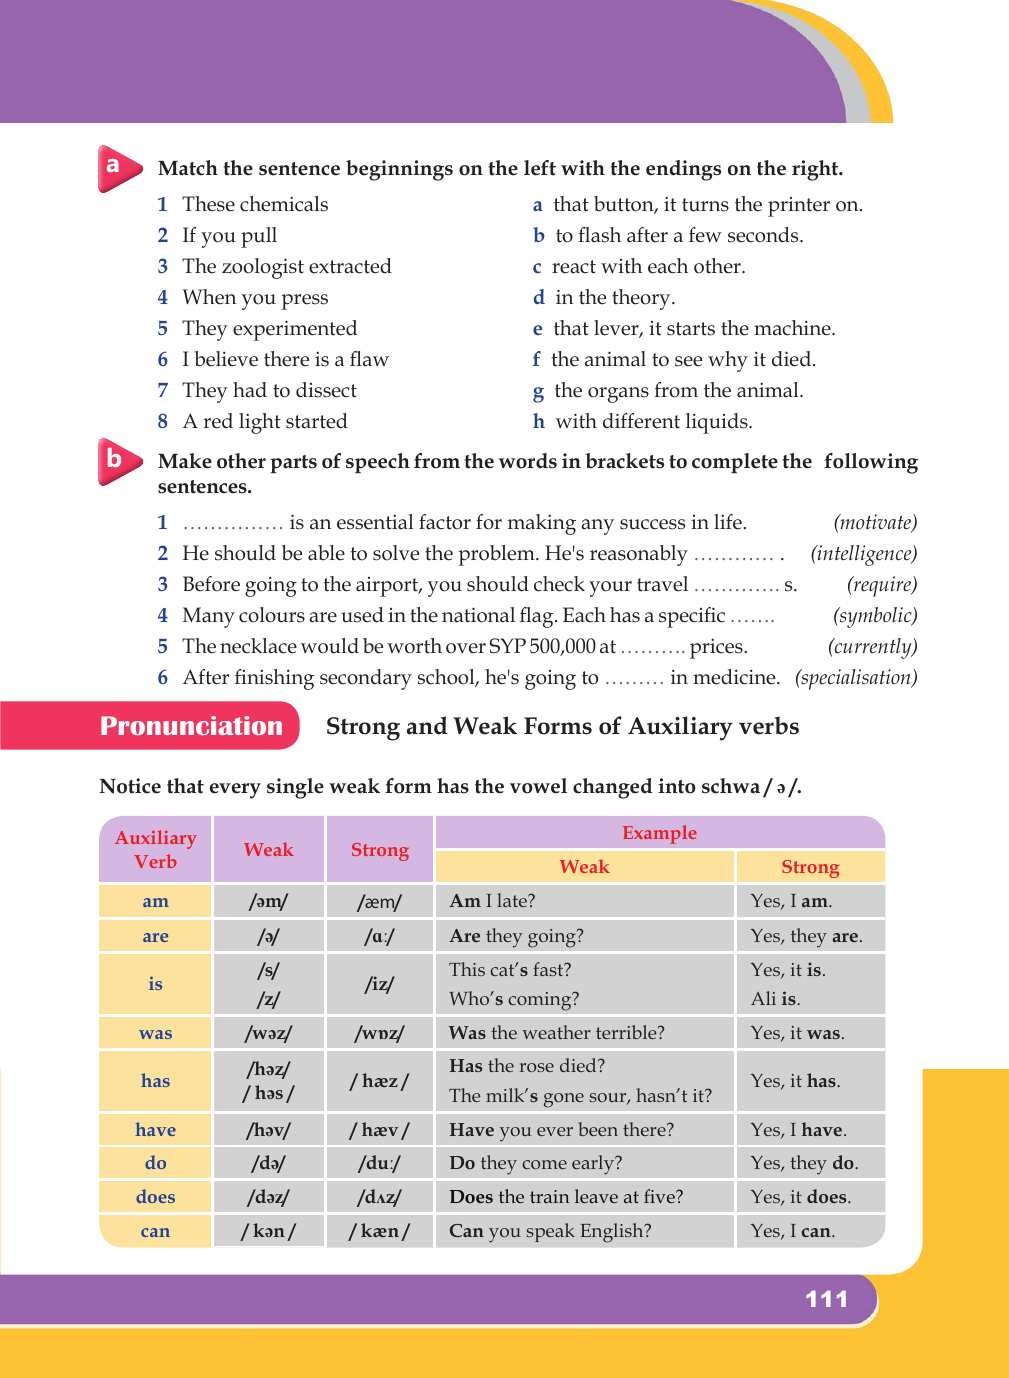 a Match the sentence beginnings on the left with the endings on the right.
1 These chemicals a that button, it turns the printer on.
2 If you pull b to flash after a few seconds.
3 The zoologist extracted c react with each other.
4 When you press d in the theory.
5 They experimented e that lever, it starts the machine.
6 I believe there is a flaw f the animal to see why it died.
7 They had to dissect g the organs from the animal.
8 A red light started h with different liquids.
b Make other parts of speech from the words in brackets to complete the following
sentences.
1 …………… is an essential factor for making any success in life. (motivate)
2 He should be able to solve the problem. He's reasonably ………… . (intelligence)
3 Before going to the airport, you should check your travel …………. s. (require)
4 Many colours are used in the national flag. Each has a specific ……. (symbolic)
5 The necklace would be worth over SYP 500,000 at ………. prices. (currently)
6 After finishing secondary school, he's going to ……… in medicine. (specialisation)
Pronunciation Strong and Weak Forms of Auxiliary verbs
Notice that every single weak form has the vowel changed into schwa / ə /.
Auxiliary Verb Weak Strong Example
Weak Strong
am /əm/ /æm/ Am I late? Yes, I am.
are /ə/ /ɑː/ Are they going? Yes, they are.
is /s/ /z/ /iz/ This cat's fast? Yes, it is.
Who's coming? Ali is.
was /wəz/ /wɒz/ Was the weather terrible? Yes, it was.
has /həz/ / həs / / hæz / Has the rose died? Yes, it has.
The milk's gone sour, hasn't it?
have /həv/ / hæv / Have you ever been there? Yes, I have.
do /də/ /duː/ Do they come early? Yes, they do.
does /dəz/ /dʌz/ Does the train leave at five? Yes, it does.
can / kən / / kæn / Can you speak English? Yes, I can.
111